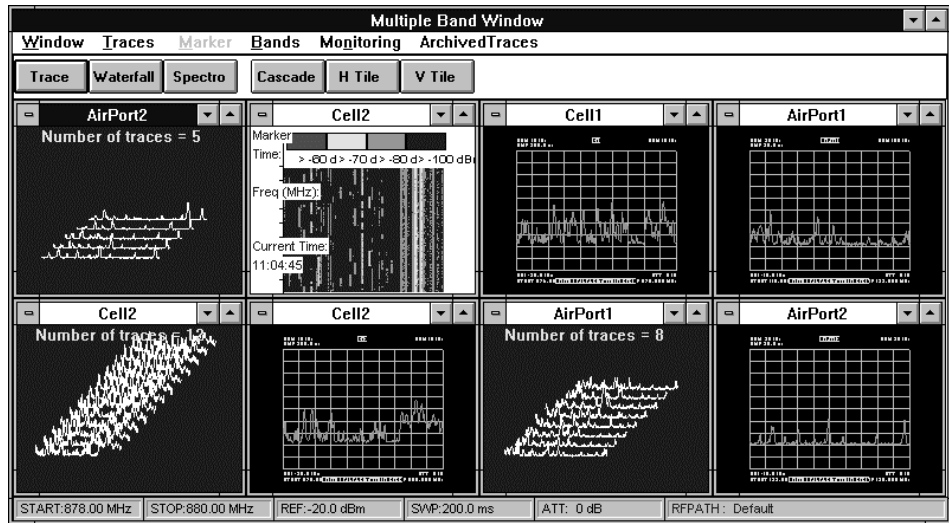 Multiple Band Window
Window Traces Marker Bands Monitoring ArchivedTraces
Trace Waterfall Spectro Cascade H Tile V Tile
AirPort2
Number of traces = 5
Cell2
Marker
Time:
> -60 d> -70 d> -80 d> -100 dBm
Freq (MHz):
Current Time:
11:04:45
Cell1
AirPort1
Cell2
Number of traces = 12
Cell2
AirPort1
Number of traces = 8
AirPort2
START:878.00 MHz STOP:880.00 MHz REF:-20.0 dBm SWP:200.0 ms ATT: 0 dB RFPATH: Default